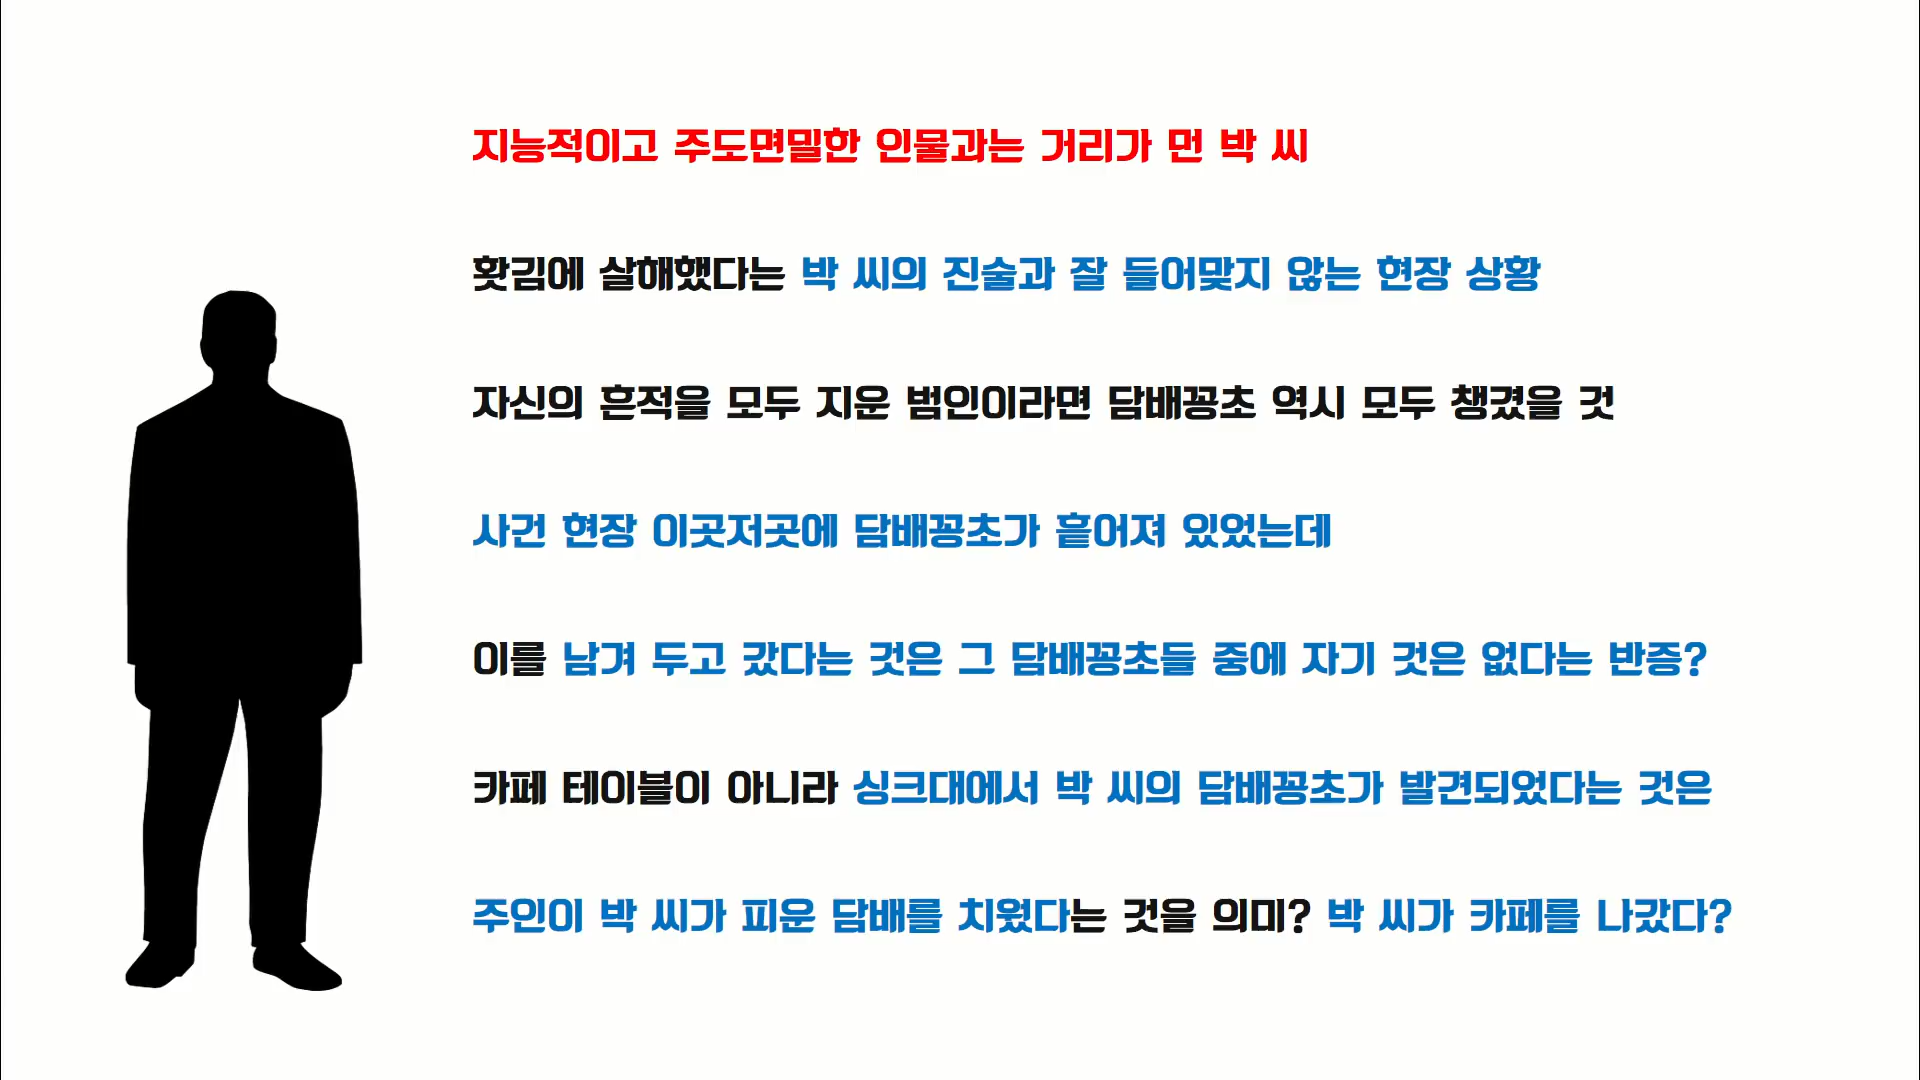 지능적이고 주도면밀한 인물과는 거리가 먼 박 씨
홧김에 살해했다는 박 씨의 진술과 잘 들어맞지 않는 현장 상황
자신의 흔적을 모두 지운 범인이라면 담배꽁초 역시 모두 챙겼을 것
사건 현장 이곳저곳에 담배꽁초가 흩어져 있었는데
이를 남겨 두고 갔다는 것은 그 담배꽁초들 중에 자기 것은 없다는 반증?
카페 테이블이 아니라 싱크대에서 박 씨의 담배꽁초가 발견되었다는 것은
주인이 박 씨가 피운 담배를 치웠다는 것을 의미? 박 씨가 카페를 나갔다?